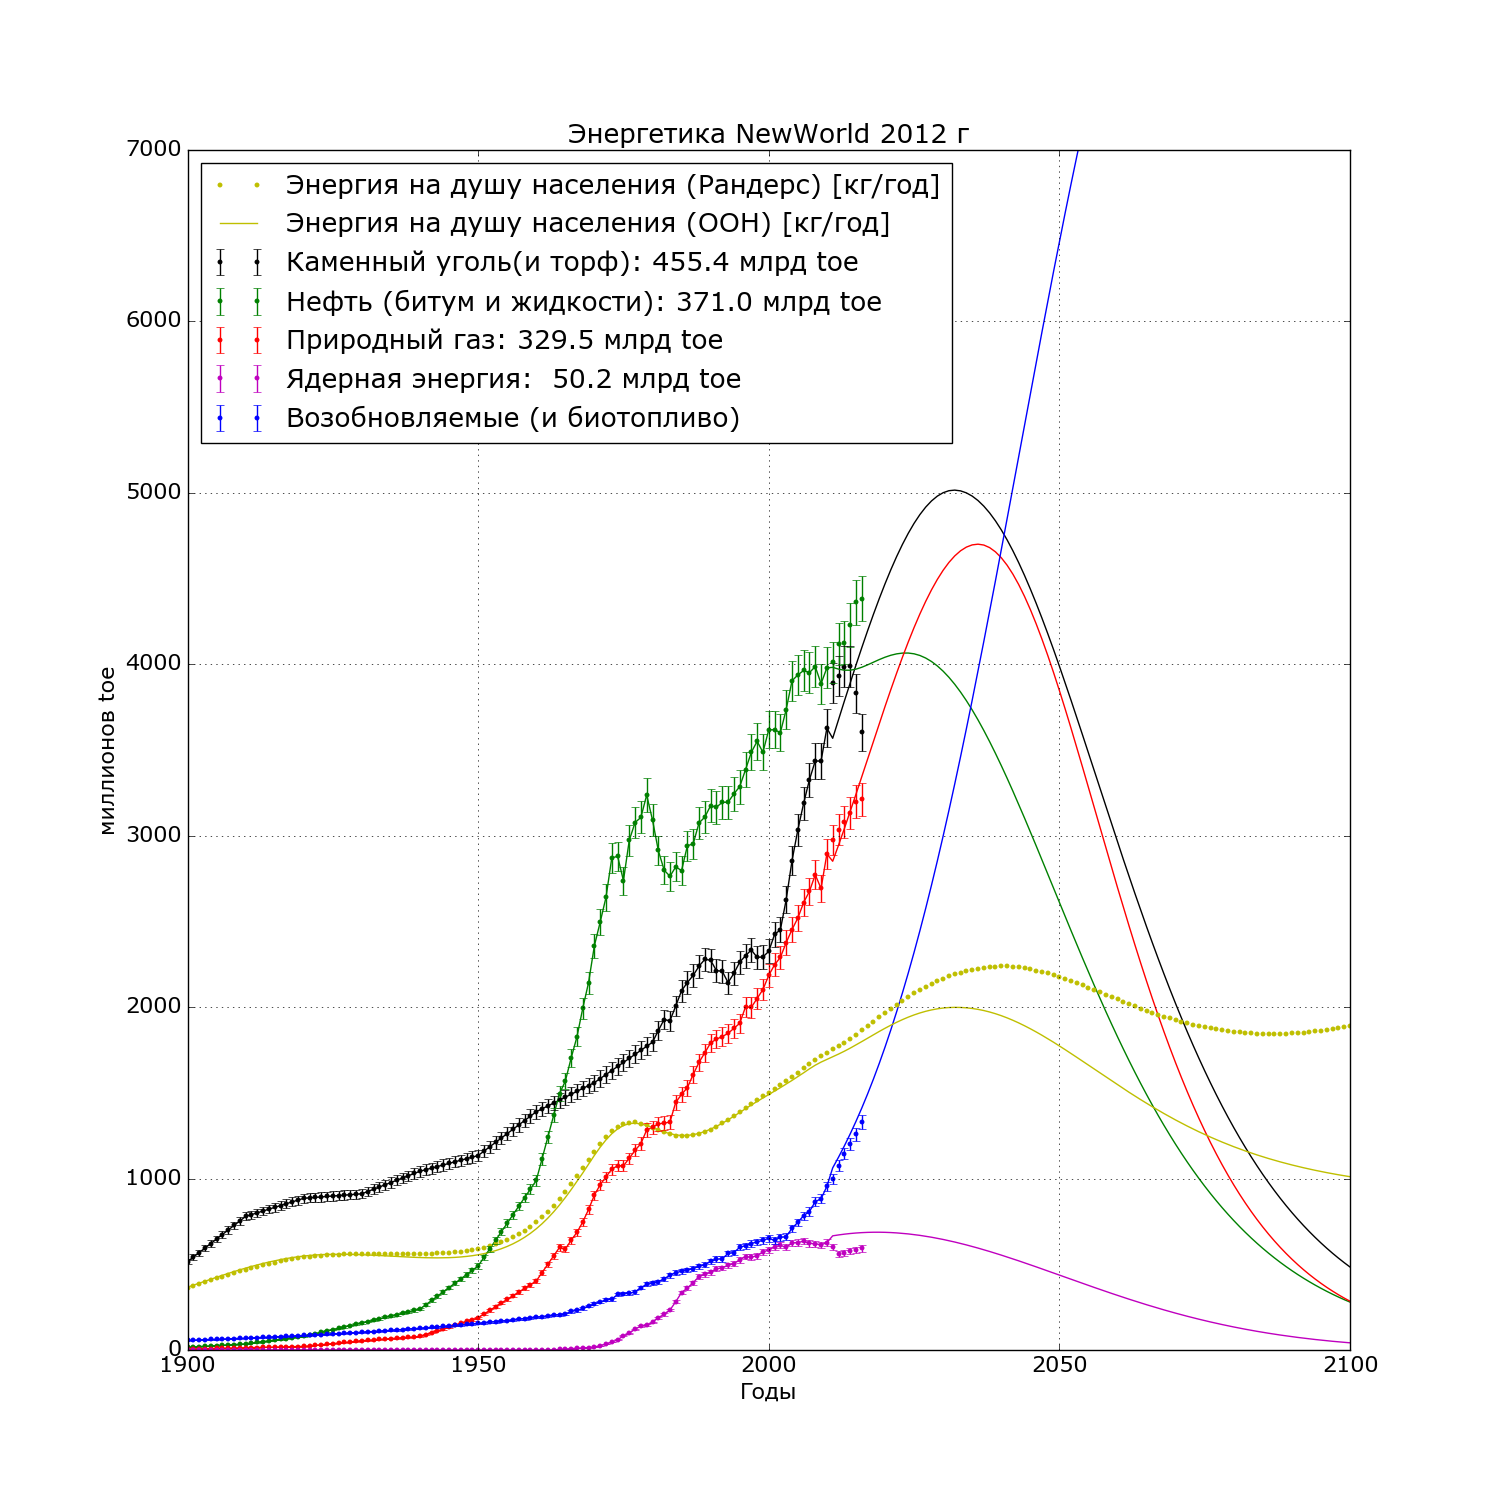 Энергетика NewWorld 2012 г
7000
6000
5000
4000
3000
2000
1000
0
миллионов toe
Энергия на душу населения (Рандерс) [кг/год]
Энергия на душу населения (ООН) [кг/год]
Каменный уголь(и торф): 455.4 млрд toe
Нефть (битум и жидкости): 371.0 млрд toe
Природный газ: 329.5 млрд toe
Ядерная энергия:  50.2 млрд toe
Возобновляемые (и биотопливо)
1900 1950 2000 2050 2100
Годы